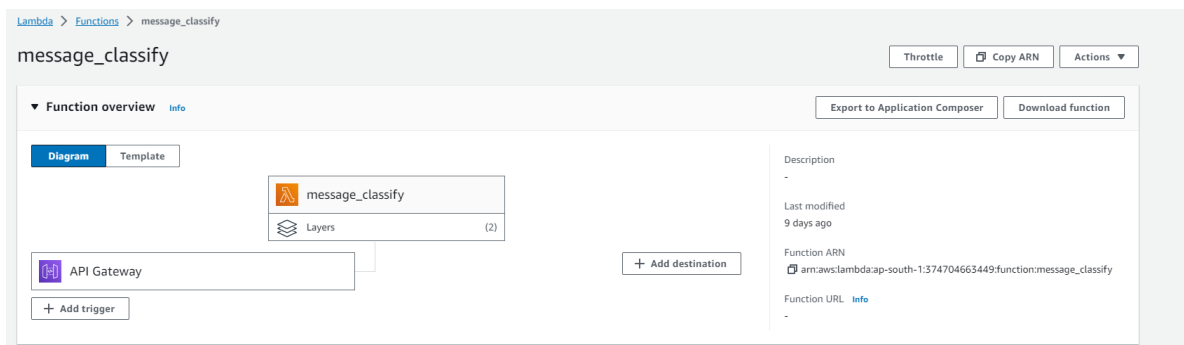 Lambda > Functions > message_classify
message_classify
Throttle
Copy ARN
Actions
Function overview Info
Export to Application Composer
Download function
Diagram
Template
message_classify
Layers (2)
API Gateway
+ Add trigger
+ Add destination
Description
-
Last modified
9 days ago
Function ARN
arn:aws:lambda:ap-south-1:374704663449:function:message_classify
Function URL Info
-